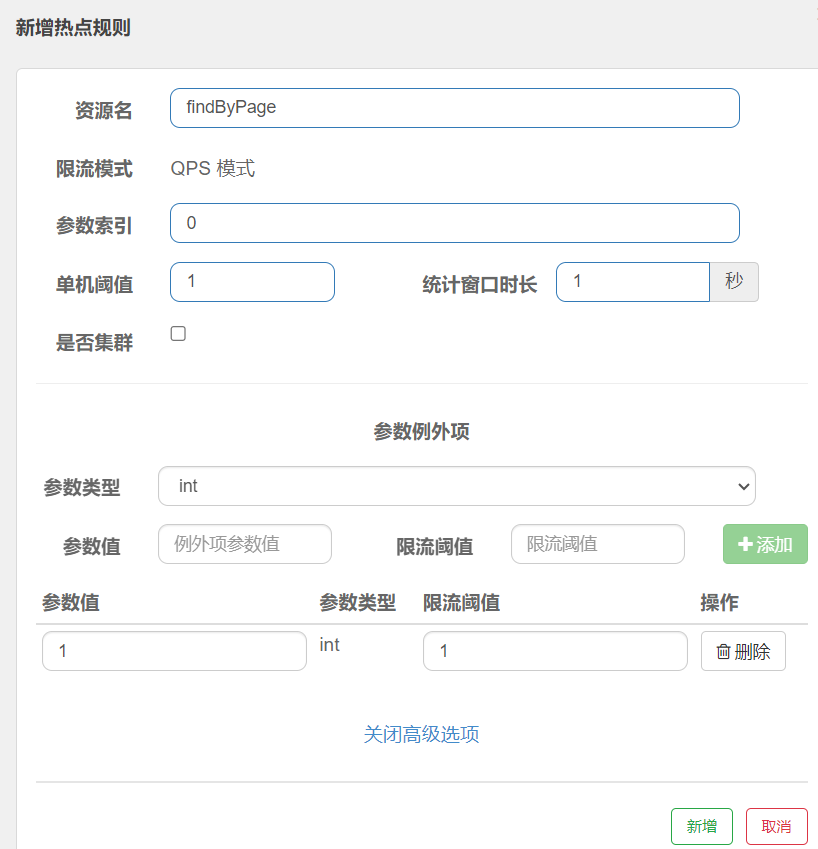 新增热点规则
资源名 findByPage
限流模式 QPS 模式
参数索引 0
单机阈值 1 统计窗口时长 1 秒
是否集群
参数例外项
参数类型 int
参数值 例外项参数值 限流阈值 限流阈值 添加
参数值 参数类型 限流阈值 操作
1 int 1 删除
关闭高级选项
新增 取消